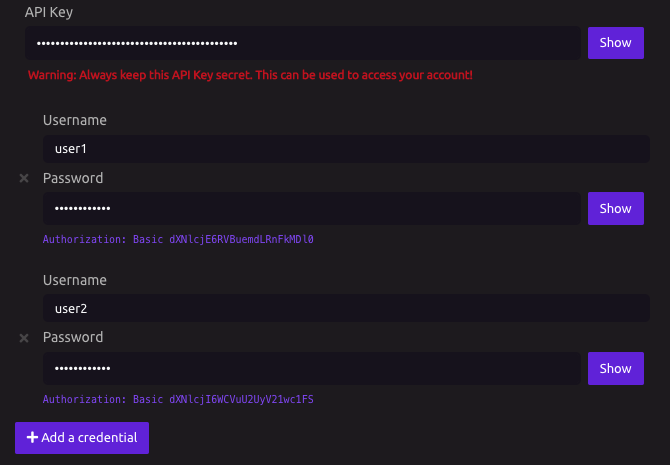 API Key
••••••••••••••••••••••••••••••••••••••••••••
Show
Warning: Always keep this API Key secret. This can be used to access your account!
Username
user1
Password
••••••••••••
Show
Authorization: Basic dXNlcjE6RVBuemdLRnFkMDl0
Username
user2
Password
••••••••••••
Show
Authorization: Basic dXNlcjI6WCVuU2UyV21wc1FS
Add a credential